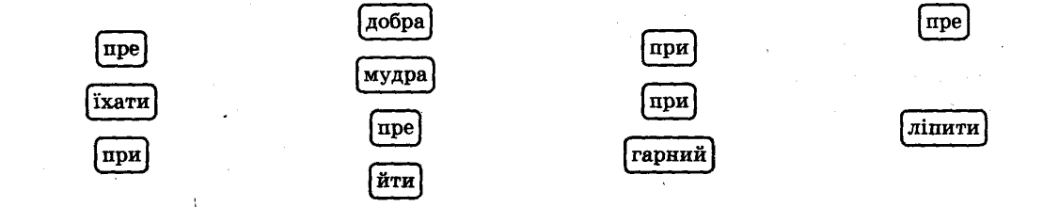 пре
їхати
при
добра
мудра
пре
йти
при
при
гарний
пре
ліпити